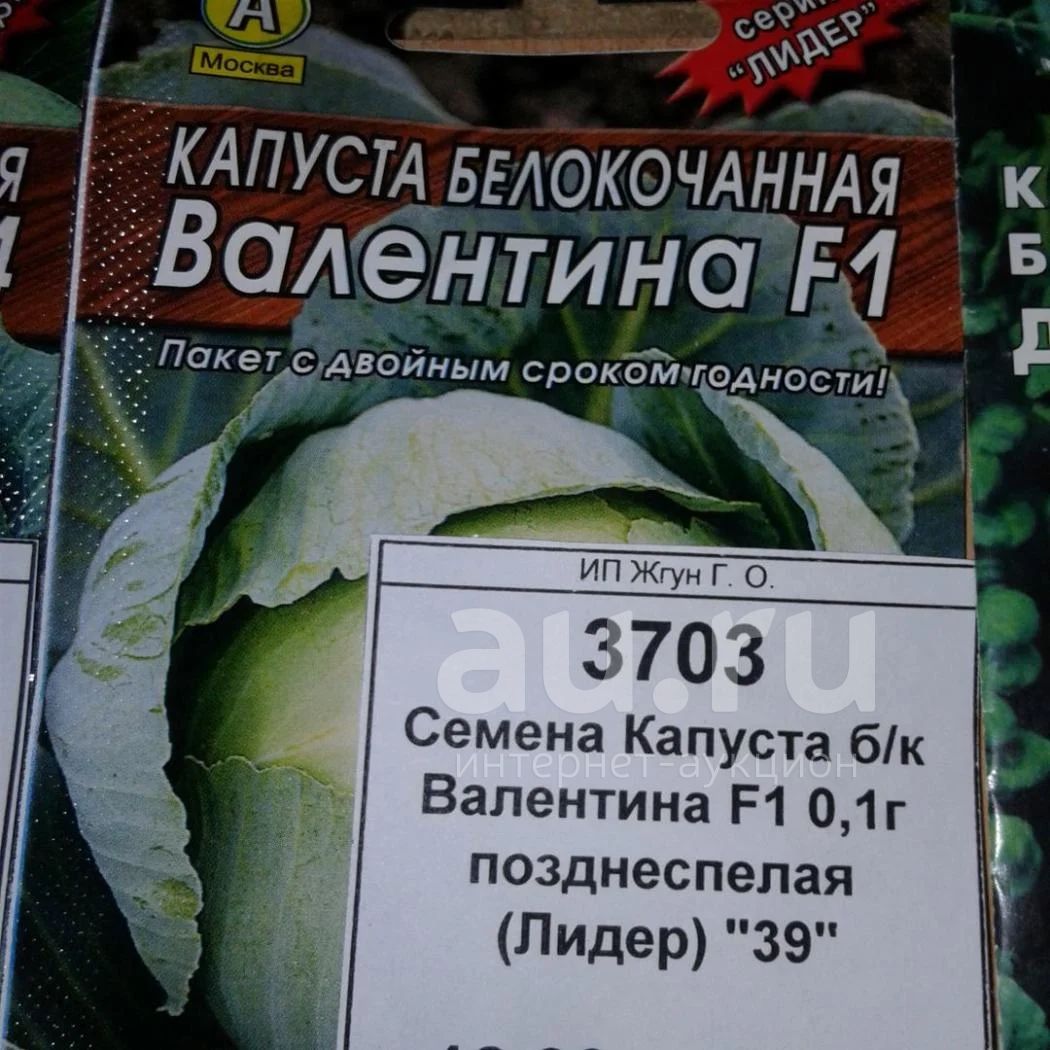 А
Москва
серия
"ЛИДЕР"
КАПУСТА БЕЛОКОЧАННАЯ
Валентина F1
Пакет с двойным сроком годности!
ИП Жгун Г. О.
3703
au.ru
Семена Капуста б/к
интернет-аукцион
Валентина F1 0,1г
позднеспелая
(Лидер) "39"